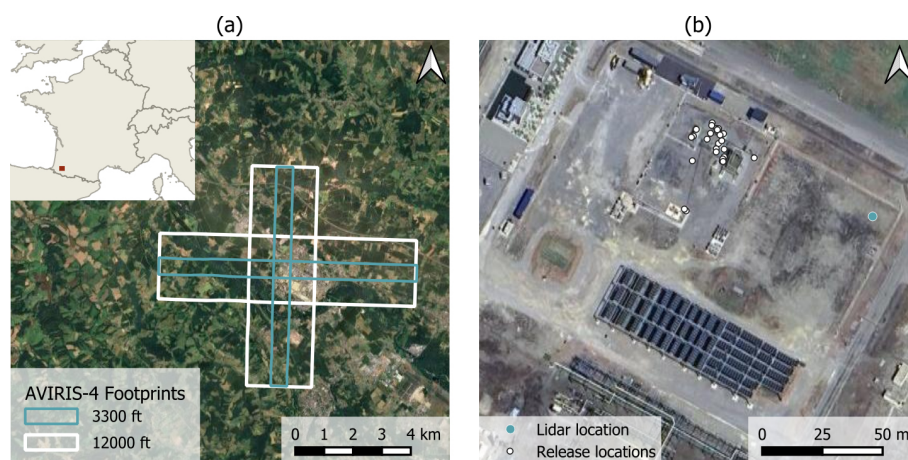 (a)
AVIRIS-4 Footprints
3300 ft
12000 ft
0 1 2 3 4 km
(b)
Lidar location
Release locations
0 25 50 m